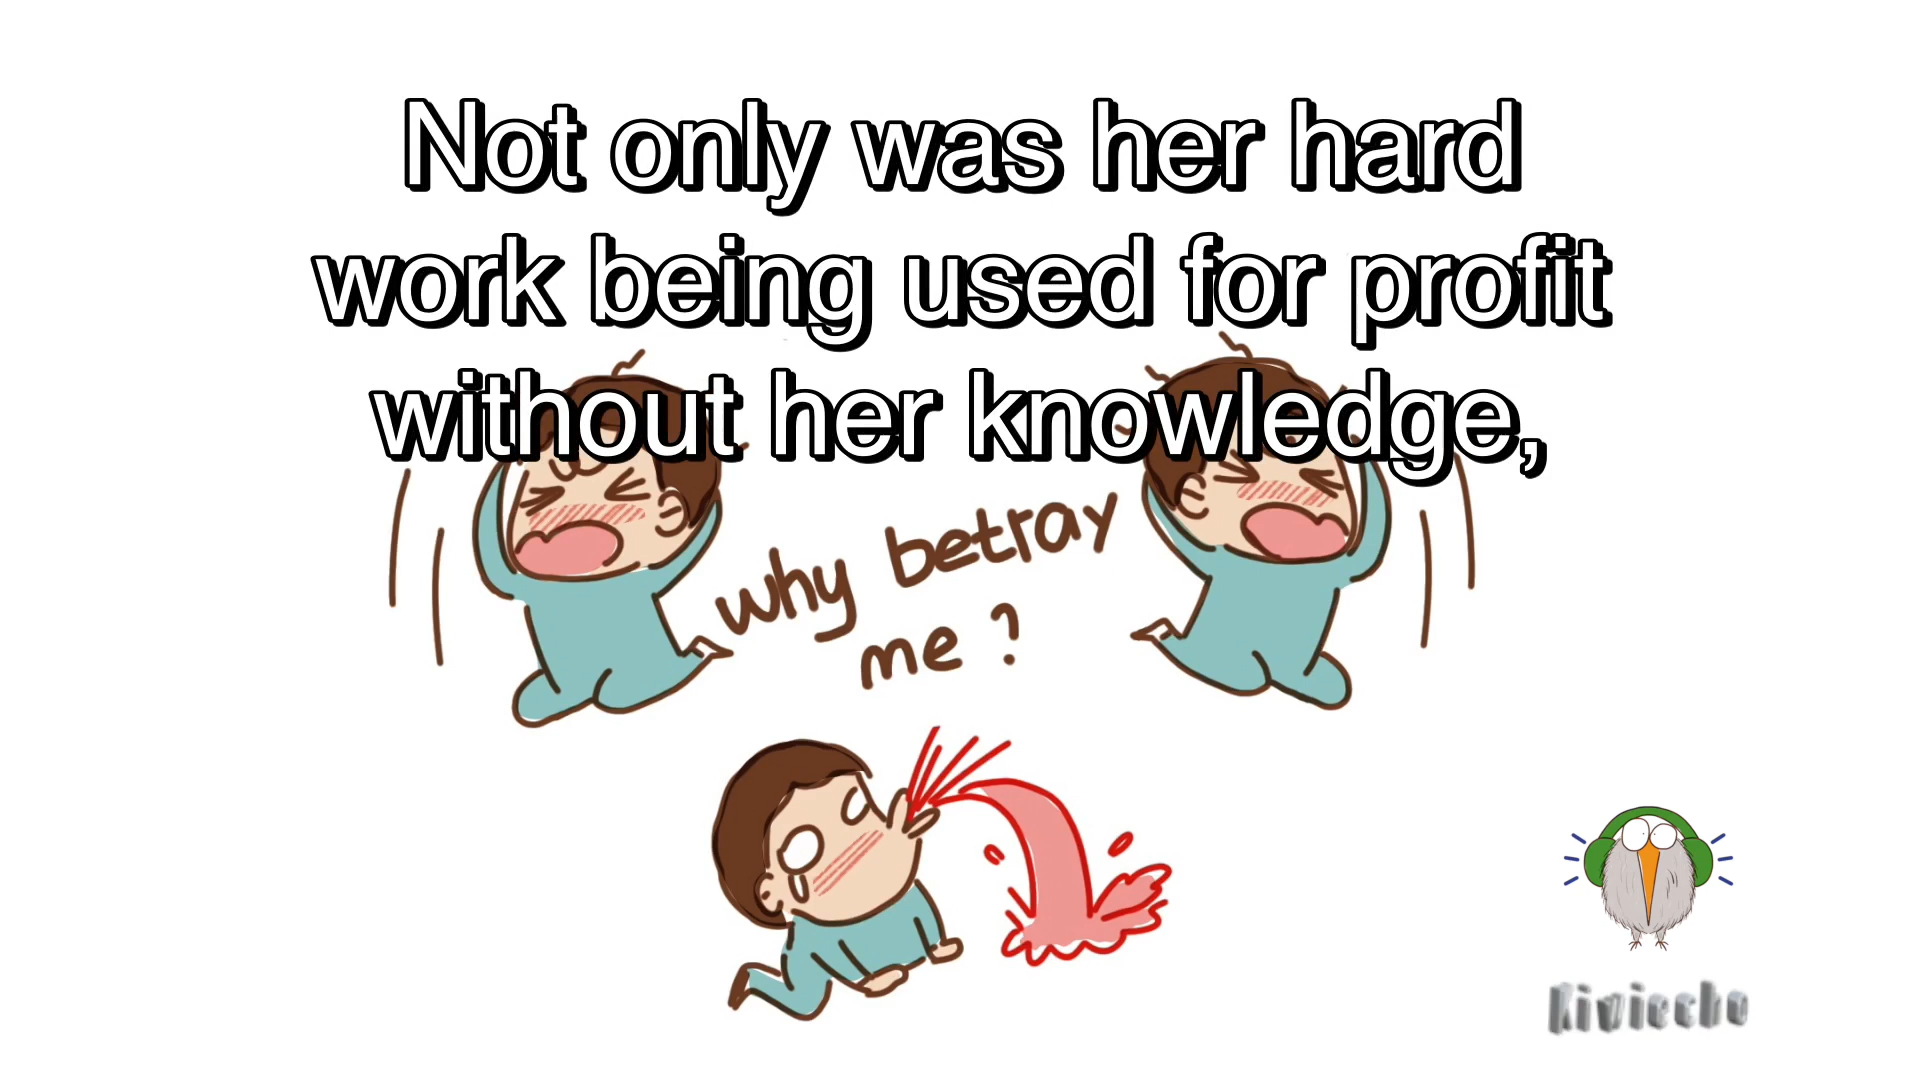 Not only was her hard
work being used for profit
without her knowledge,
why betray
me?
Kiwiecho